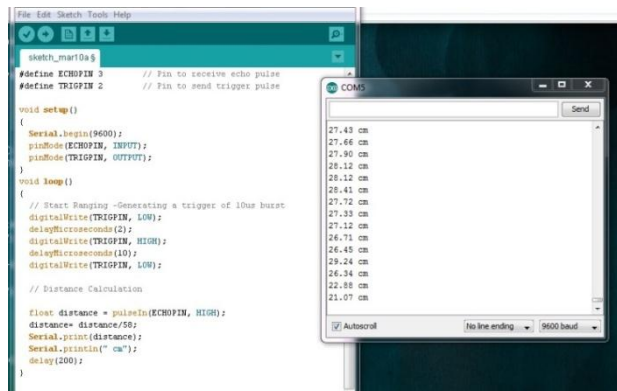 File Edit Sketch Tools Help
sketch_mar10a §
#define ECHOPIN 3 // Pin to receive echo pulse
#define TRIGPIN 2 // Pin to send trigger pulse
void setup()
{
Serial.begin(9600);
pinMode(ECHOPIN, INPUT);
pinMode(TRIGPIN, OUTPUT);
}
void loop()
{
// Start Ranging -Generating a trigger of 10us burst
digitalWrite(TRIGPIN, LOW);
delayMicroseconds(2);
digitalWrite(TRIGPIN, HIGH);
delayMicroseconds(10);
digitalWrite(TRIGPIN, LOW);
// Distance Calculation
float distance = pulseIn(ECHOPIN, HIGH);
distance= distance/58;
Serial.print(distance);
Serial.println(" cm");
delay(200);
}
COM5
Send
27.43 cm
27.66 cm
27.90 cm
28.12 cm
28.12 cm
28.41 cm
27.72 cm
27.33 cm
27.12 cm
26.71 cm
26.45 cm
29.24 cm
26.34 cm
22.88 cm
21.07 cm
Autoscroll
No line ending
9600 baud